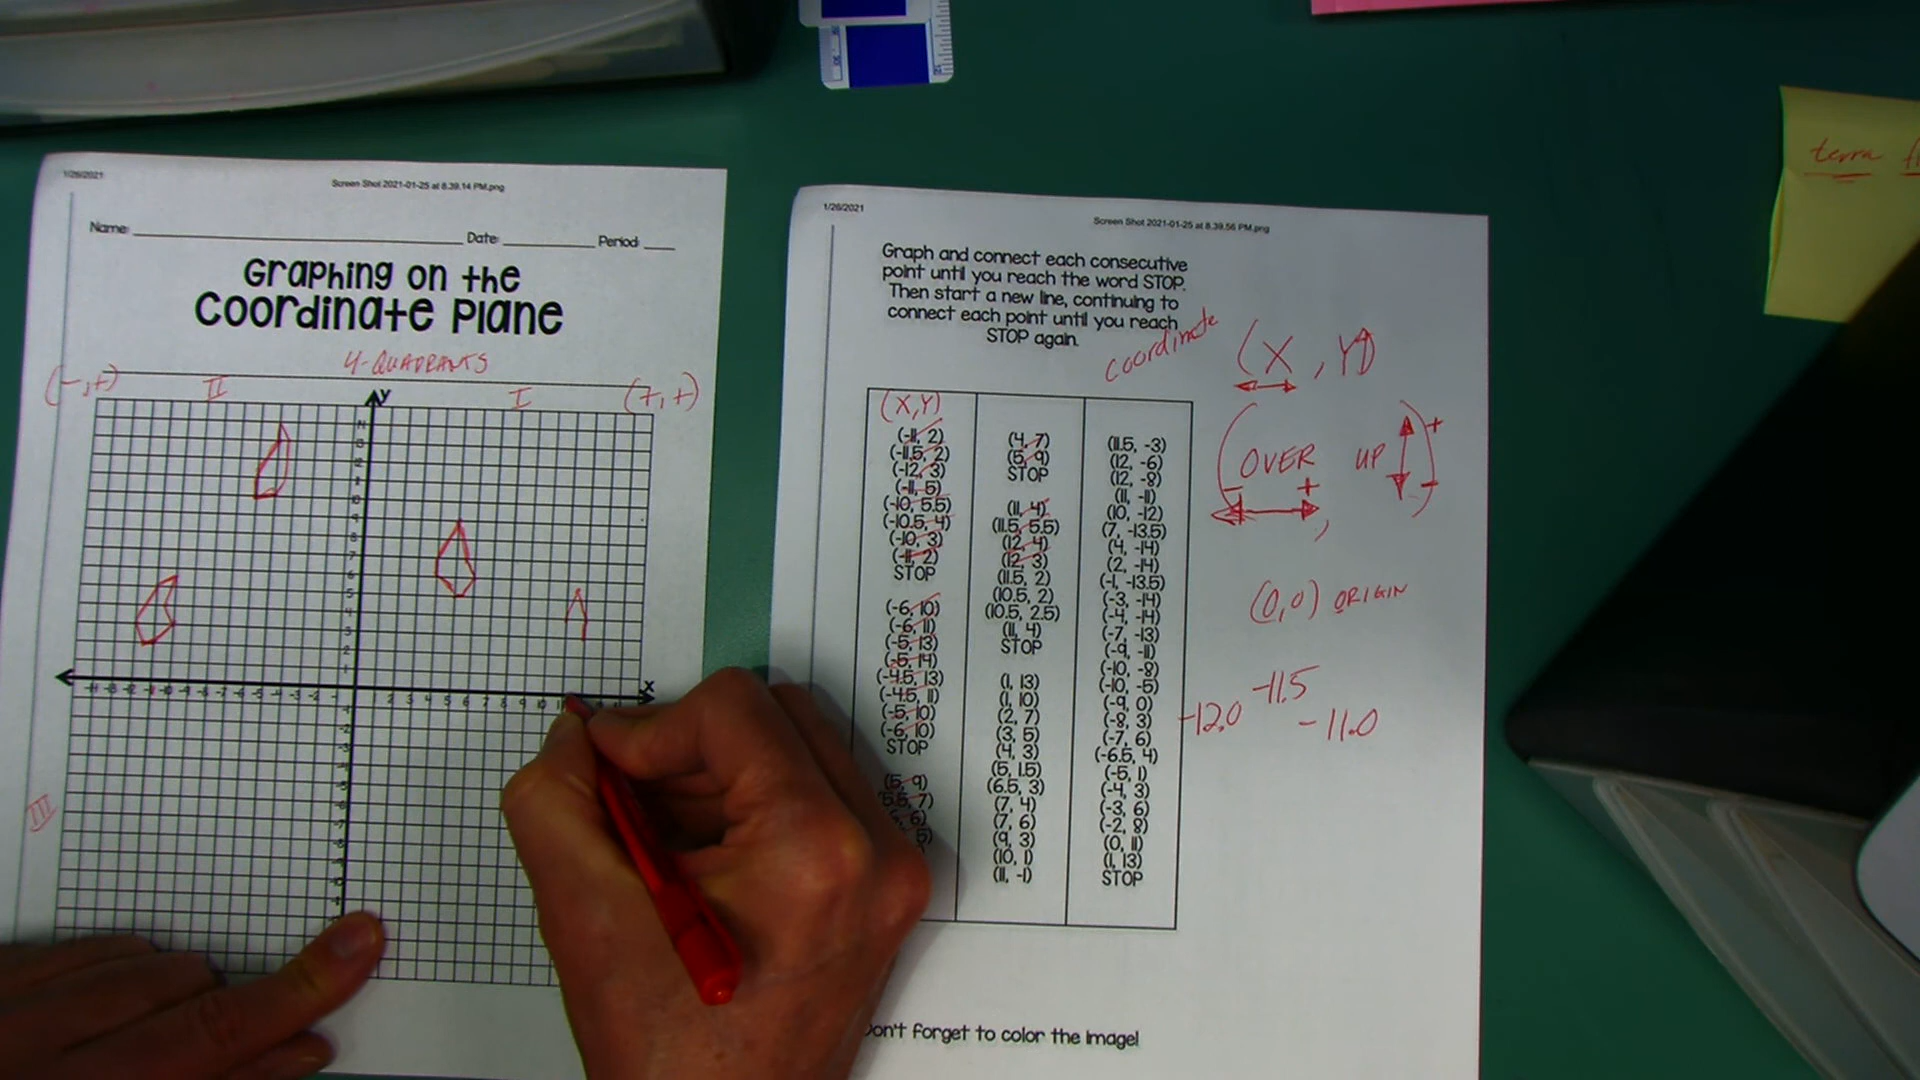 1/26/2021
Screen Shot 2021-01-25 at 8.39.14 PM.png
Name: Date: Period:
Graphing on the
Coordinate Plane
4-QUADRANTS
(-,+) II I (+,+)
y
x
III
1/26/2021
Screen Shot 2021-01-25 at 8.39.56 PM.png
Graph and connect each consecutive
point until you reach the word STOP.
Then start a new line, continuing to
connect each point until you reach
STOP again.
coordinate (X, Y)
(OVER UP)
+
-
- +
,
(0,0) ORIGIN
-11.5
-12.0
-11.0
(X,Y)
(-11, 2)
(-11.5, 2)
(-12, 3)
(-11, 5)
(-10, 5.5)
(-10.5, 4)
(-10, 3)
(-11, 2)
STOP
(-6, 10)
(-6, 11)
(-5, 13)
(-5, 14)
(-4.5, 13)
(-4.5, 11)
(-5, 10)
(-6, 10)
STOP
(5, 9)
5.5, 7)
6)
5)
(4, 7)
(5, 9)
STOP
(11, 4)
(11.5, 5.5)
(12, 4)
(12, 3)
(11.5, 2)
(10.5, 2)
(10.5, 2.5)
(11, 4)
STOP
(1, 13)
(1, 10)
(2, 7)
(3, 5)
(4, 3)
(5, 1.5)
(6.5, 3)
(7, 4)
(7, 6)
(9, 3)
(10, 1)
(11, -1)
(11.5, -3)
(12, -6)
(12, -8)
(11, -11)
(10, -12)
(7, -13.5)
(4, -14)
(2, -14)
(-1, -13.5)
(-3, -14)
(-4, -14)
(-7, -13)
(-9, -11)
(-10, -8)
(-10, -5)
(-9, 0)
(-8, 3)
(-7, 6)
(-6.5, 4)
(-5, 1)
(-4, 3)
(-3, 6)
(-2, 8)
(0, 11)
(1, 13)
STOP
Don't forget to color the image!
terra